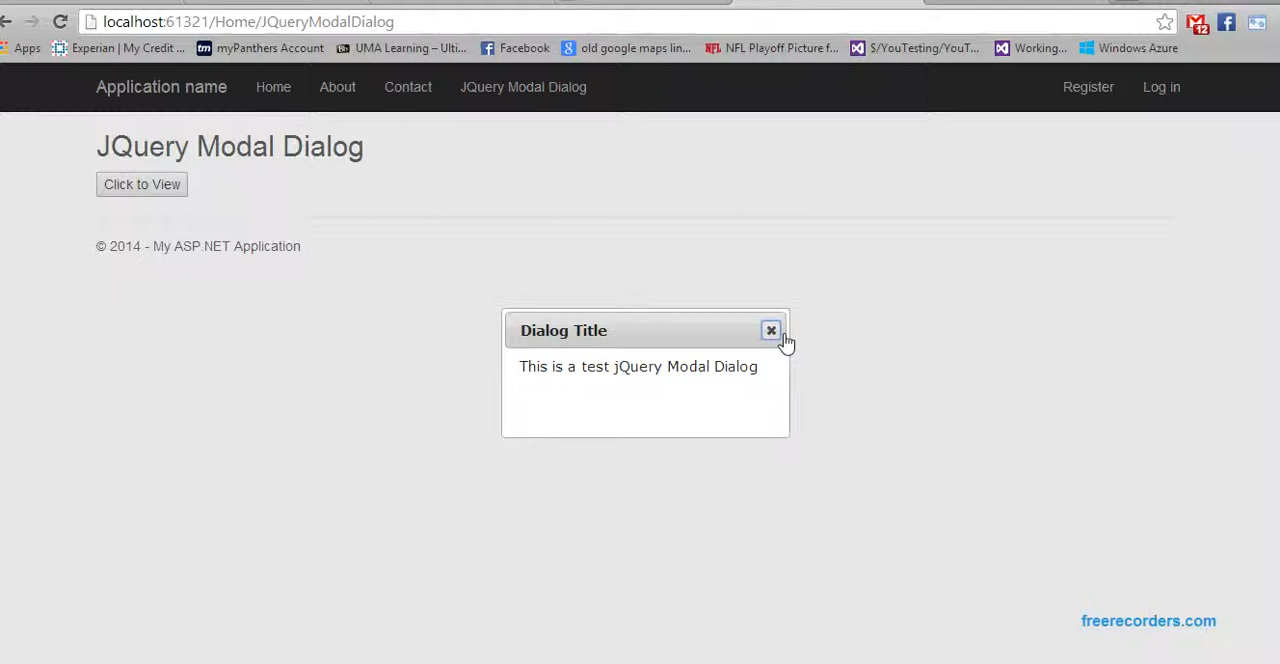 localhost:61321/Home/JQueryModalDialog
12
Apps Experian | My Credit ... tm myPanthers Account UMA Learning – Ulti... Facebook old google maps lin... NFL NFL Playoff Picture f... $/YouTesting/YouT... Working... Windows Azure
Application name Home About Contact JQuery Modal Dialog Register Log in
JQuery Modal Dialog
Click to View
© 2014 - My ASP.NET Application
Dialog Title
This is a test jQuery Modal Dialog
freerecorders.com